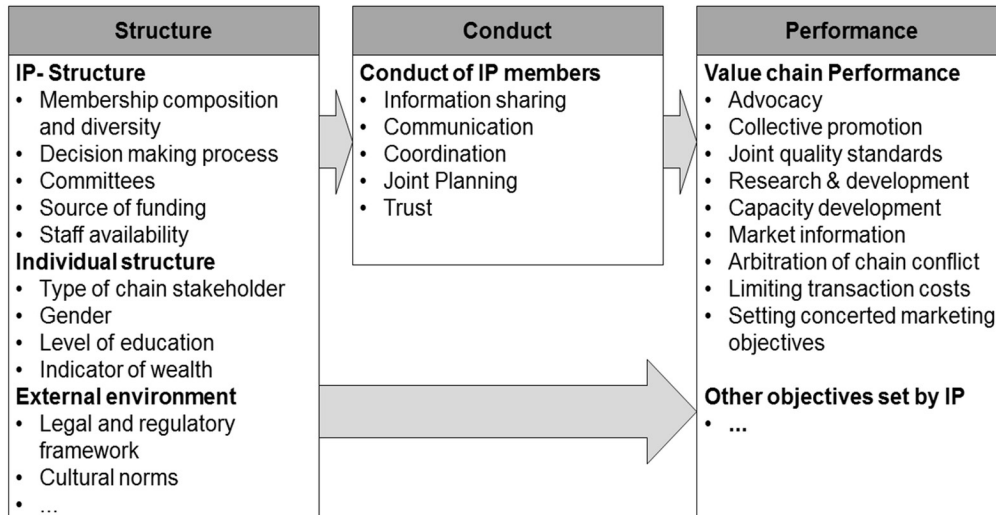 Structure
IP- Structure
• Membership composition
and diversity
• Decision making process
• Committees
• Source of funding
• Staff availability
Individual structure
• Type of chain stakeholder
• Gender
• Level of education
• Indicator of wealth
External environment
• Legal and regulatory
framework
• Cultural norms
• ...
Conduct
Conduct of IP members
• Information sharing
• Communication
• Coordination
• Joint Planning
• Trust
Performance
Value chain Performance
• Advocacy
• Collective promotion
• Joint quality standards
• Research & development
• Capacity development
• Market information
• Arbitration of chain conflict
• Limiting transaction costs
• Setting concerted marketing
objectives
Other objectives set by IP
• ...